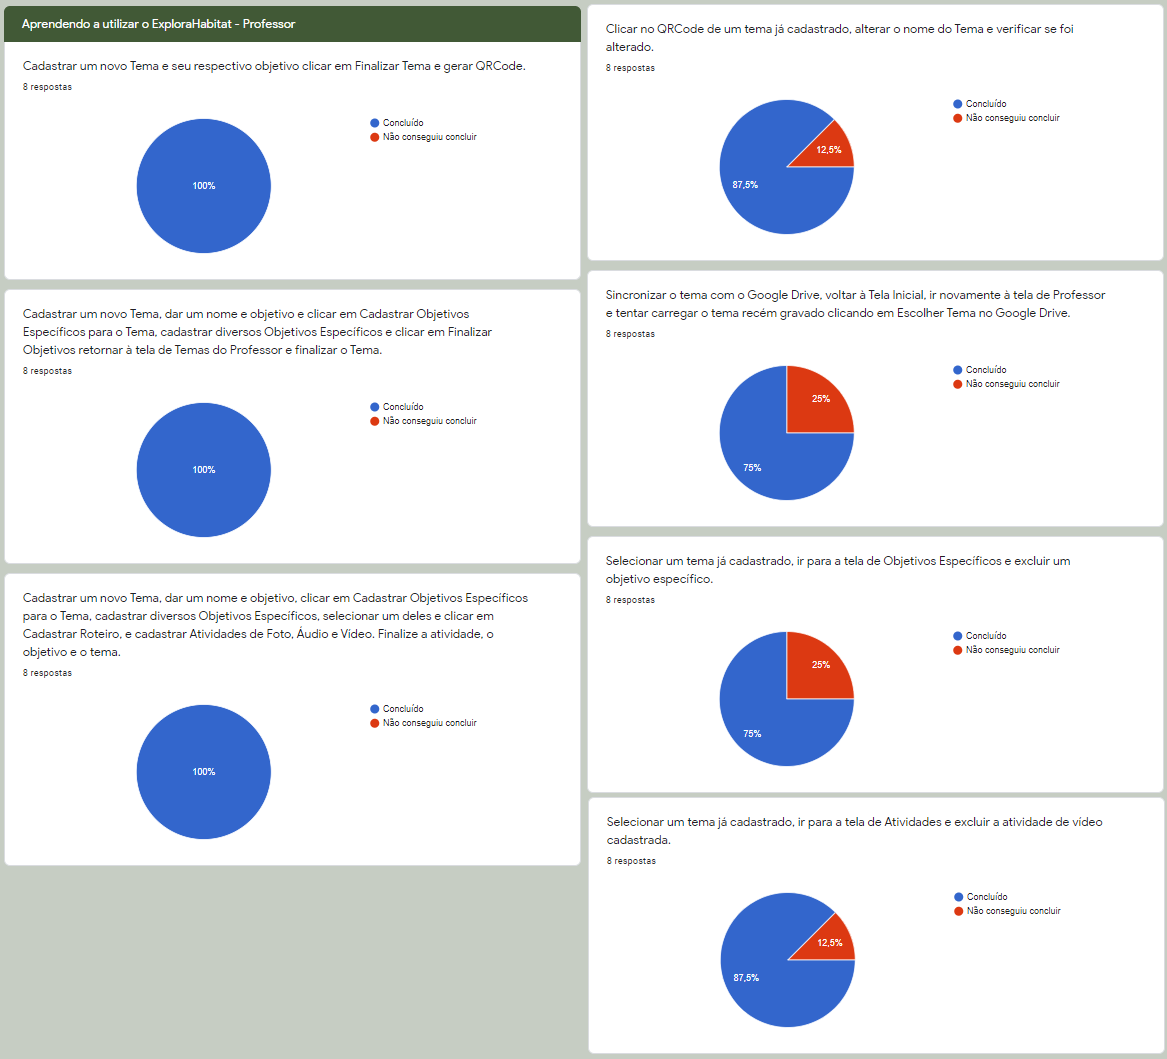 Aprendendo a utilizar o ExploraHabitat - Professor
Cadastrar um novo Tema e seu respectivo objetivo clicar em Finalizar Tema e gerar QRCode.
8 respostas
Concluído
Não conseguiu concluir
100%
Cadastrar um novo Tema, dar um nome e objetivo e clicar em Cadastrar Objetivos
Específicos para o Tema, cadastrar diversos Objetivos Específicos e clicar em Finalizar
Objetivos retornar à tela de Temas do Professor e finalizar o Tema.
8 respostas
Concluído
Não conseguiu concluir
100%
Cadastrar um novo Tema, dar um nome e objetivo, clicar em Cadastrar Objetivos Específicos
para o Tema, cadastrar diversos Objetivos Específicos, selecionar um deles e clicar em
Cadastrar Roteiro, e cadastrar Atividades de Foto, Áudio e Vídeo. Finalize a atividade, o
objetivo e o tema.
8 respostas
Concluído
Não conseguiu concluir
100%
Clicar no QRCode de um tema já cadastrado, alterar o nome do Tema e verificar se foi
alterado.
8 respostas
Concluído
Não conseguiu concluir
12,5%
87,5%
Sincronizar o tema com o Google Drive, voltar à Tela Inicial, ir novamente à tela de Professor
e tentar carregar o tema recém gravado clicando em Escolher Tema no Google Drive.
8 respostas
Concluído
Não conseguiu concluir
25%
75%
Selecionar um tema já cadastrado, ir para a tela de Objetivos Específicos e excluir um
objetivo específico.
8 respostas
Concluído
Não conseguiu concluir
25%
75%
Selecionar um tema já cadastrado, ir para a tela de Atividades e excluir a atividade de vídeo
cadastrada.
8 respostas
Concluído
Não conseguiu concluir
12,5%
87,5%